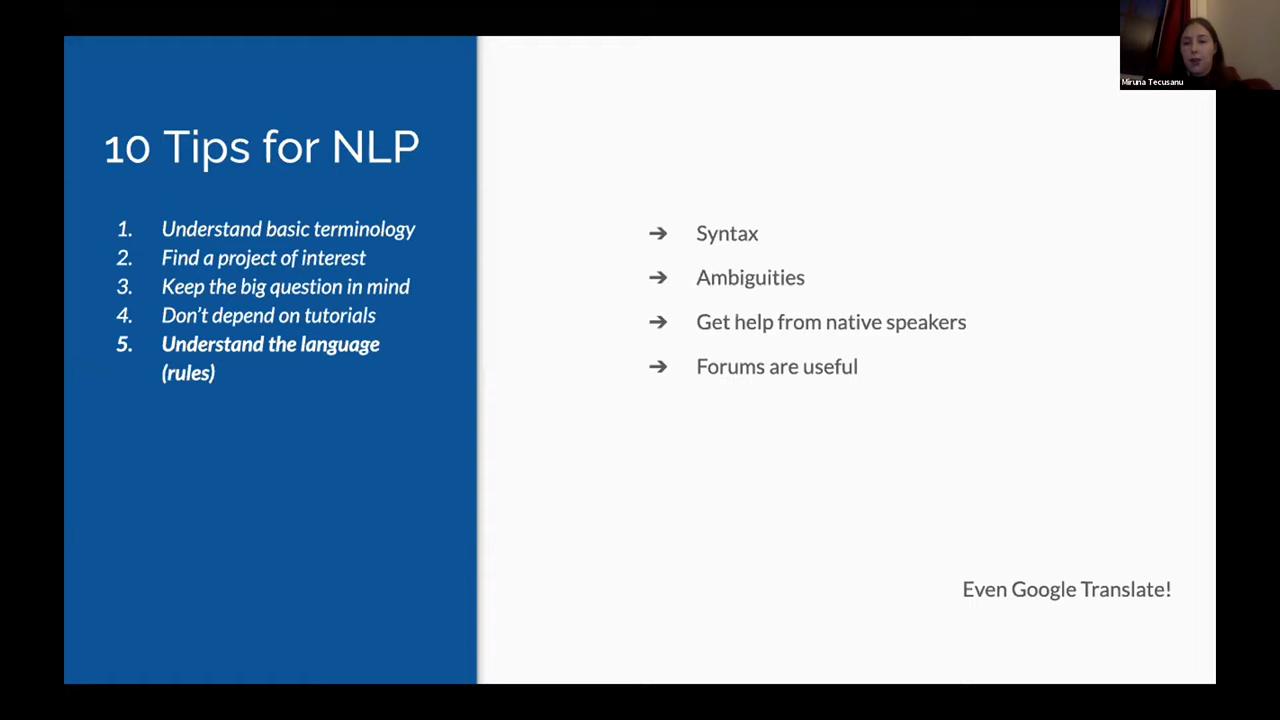 Miruna Tecusanu
10 Tips for NLP
1. Understand basic terminology
2. Find a project of interest
3. Keep the big question in mind
4. Don't depend on tutorials
5. Understand the language
(rules)
➔ Syntax
➔ Ambiguities
➔ Get help from native speakers
➔ Forums are useful
Even Google Translate!